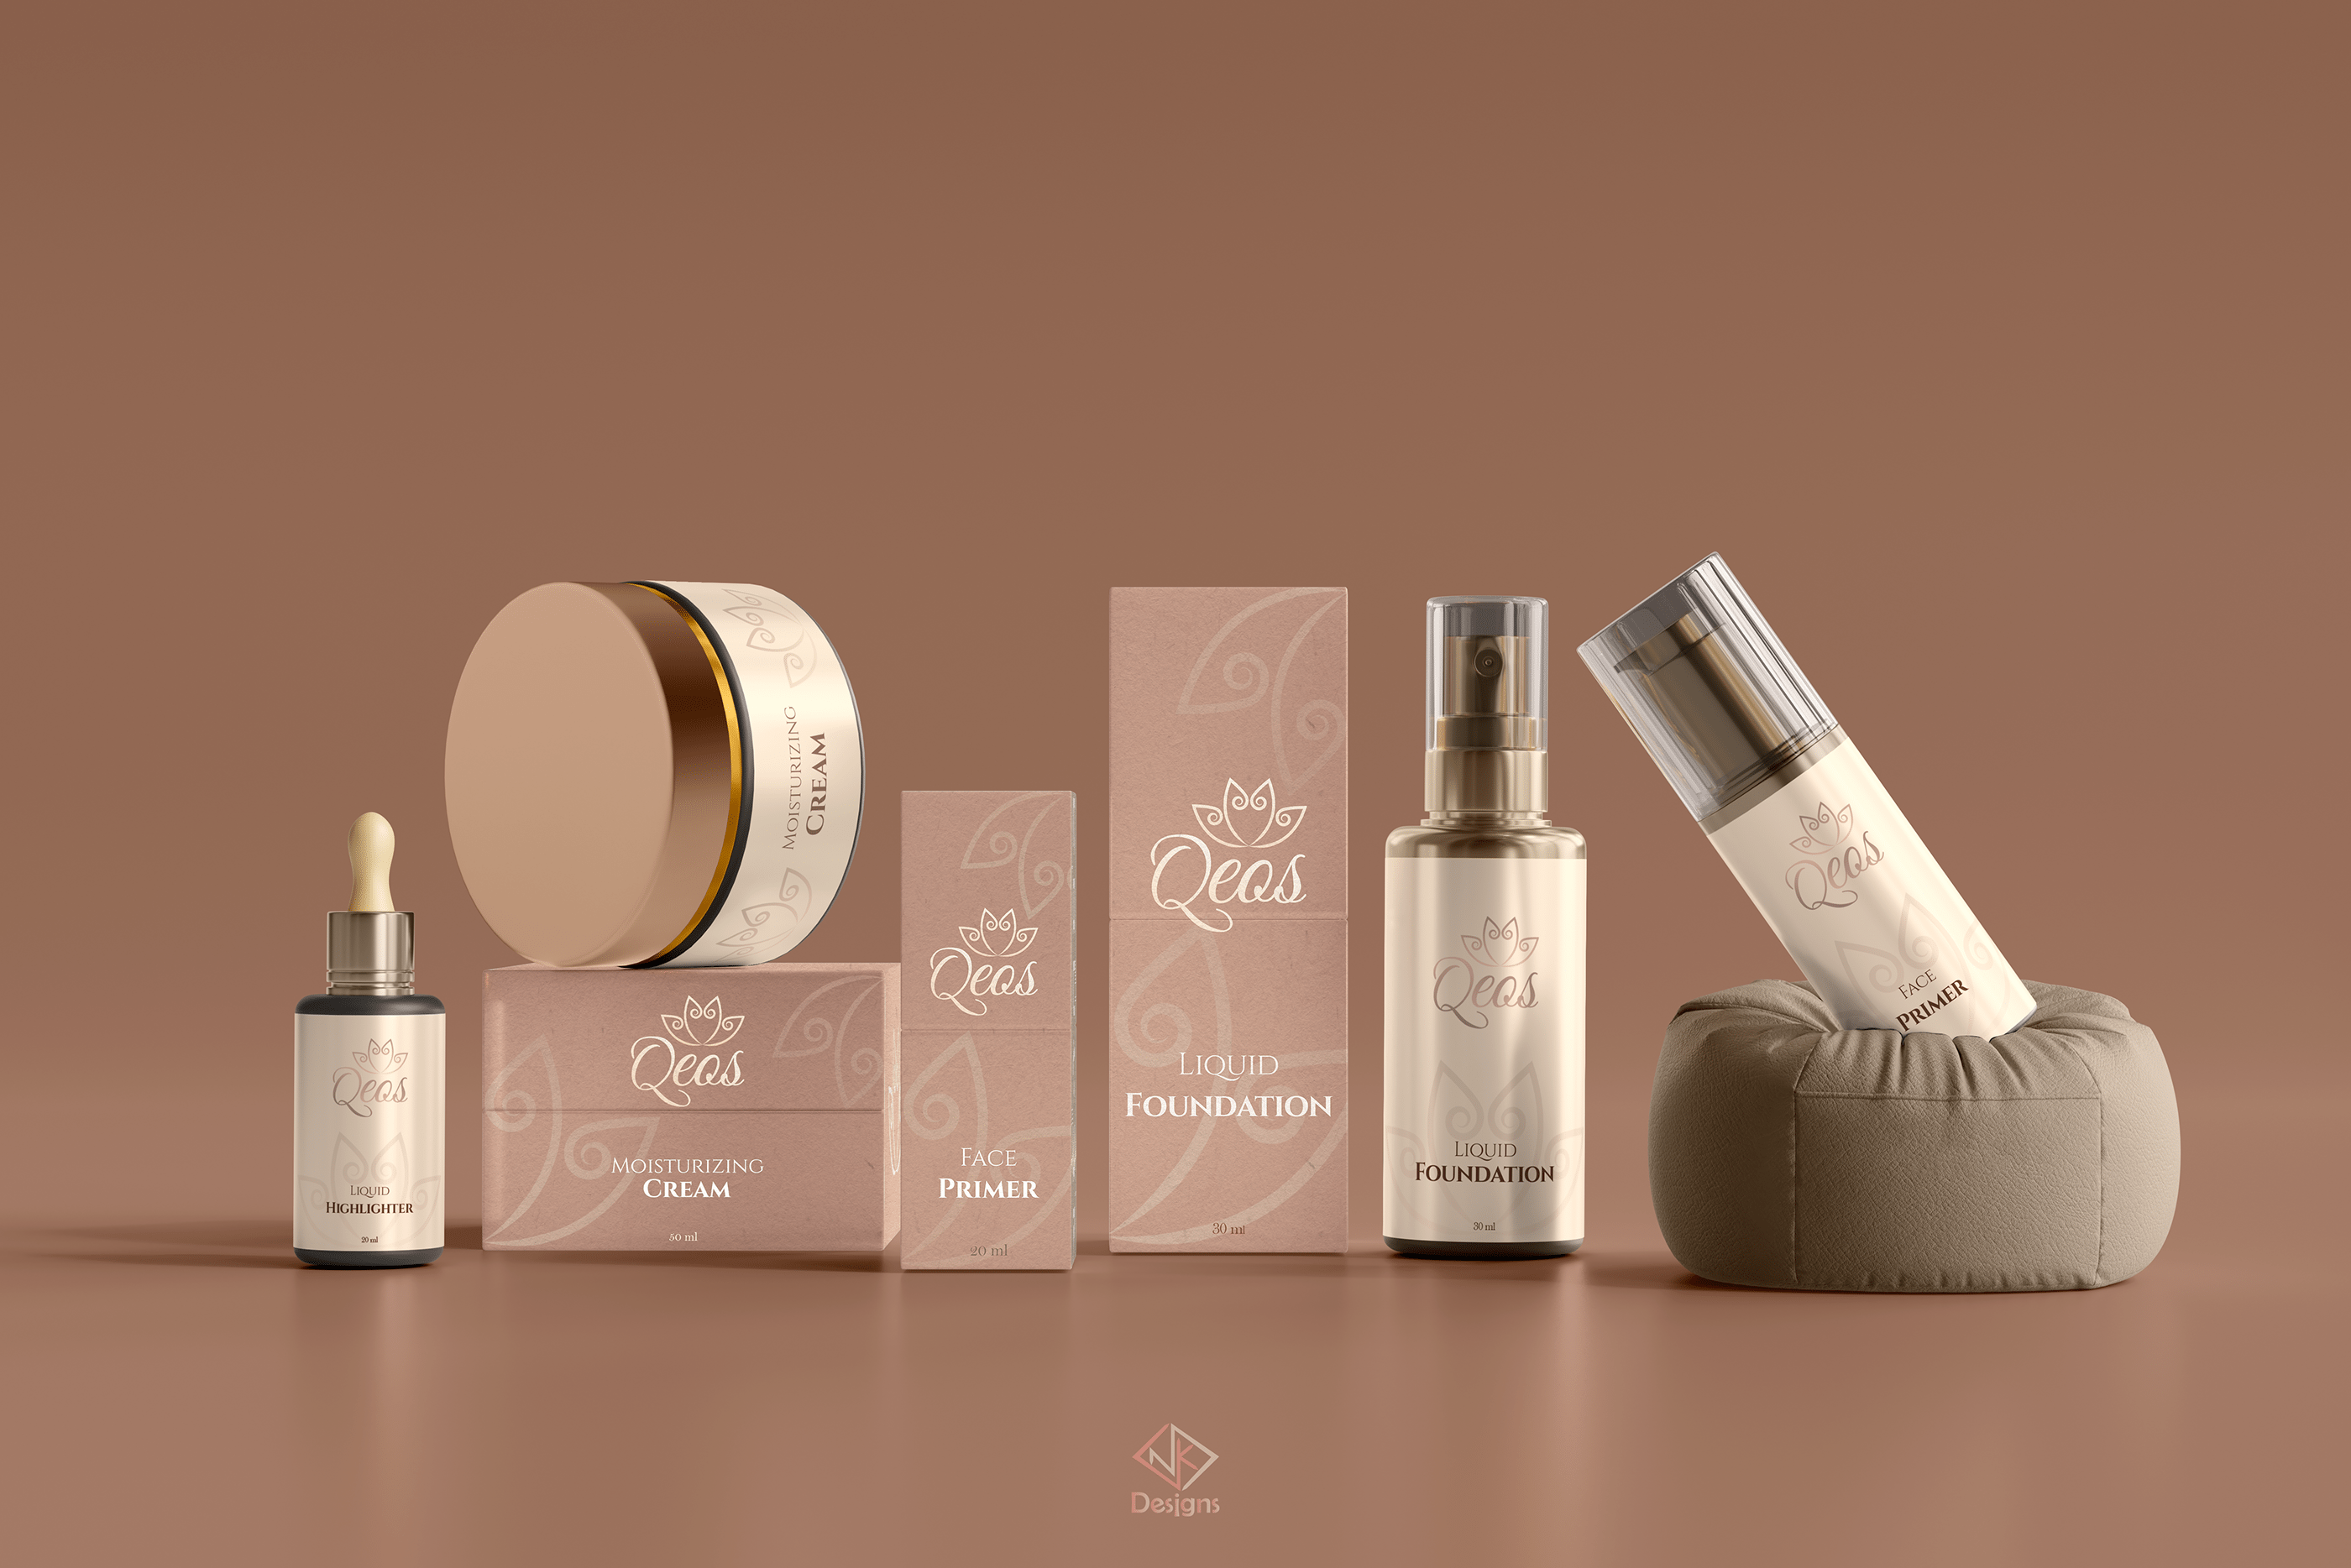 Qeos
Liquid
Highlighter
20 ml
Moisturizing
Cream
Qeos
Moisturizing
Cream
50 ml
Qeos
Face
Primer
20 ml
Qeos
Liquid
Foundation
30 ml
Qeos
Liquid
Foundation
30 ml
Qeos
Face
Primer
NK
Designs